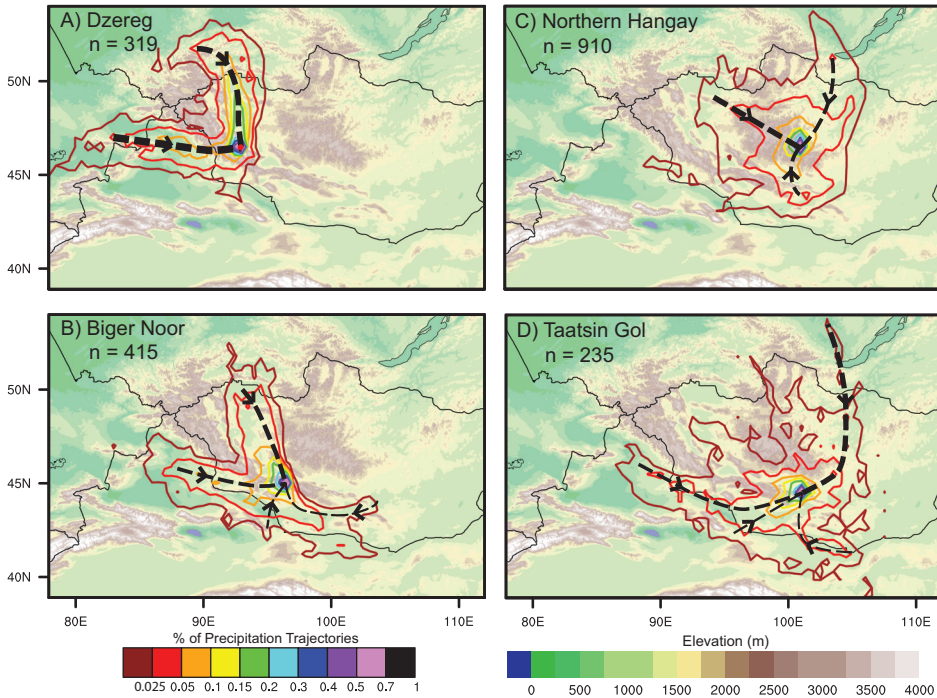 A) Dzereg
n = 319
C) Northern Hangay
n = 910
50N
45N
40N
B) Biger Noor
n = 415
D) Taatsin Gol
n = 235
50N
45N
40N
80E 90E 100E 110E
80E 90E 100E 110E
% of Precipitation Trajectories
0.025 0.05 0.1 0.15 0.2 0.3 0.4 0.5 0.7 1
Elevation (m)
0 500 1000 1500 2000 2500 3000 3500 4000